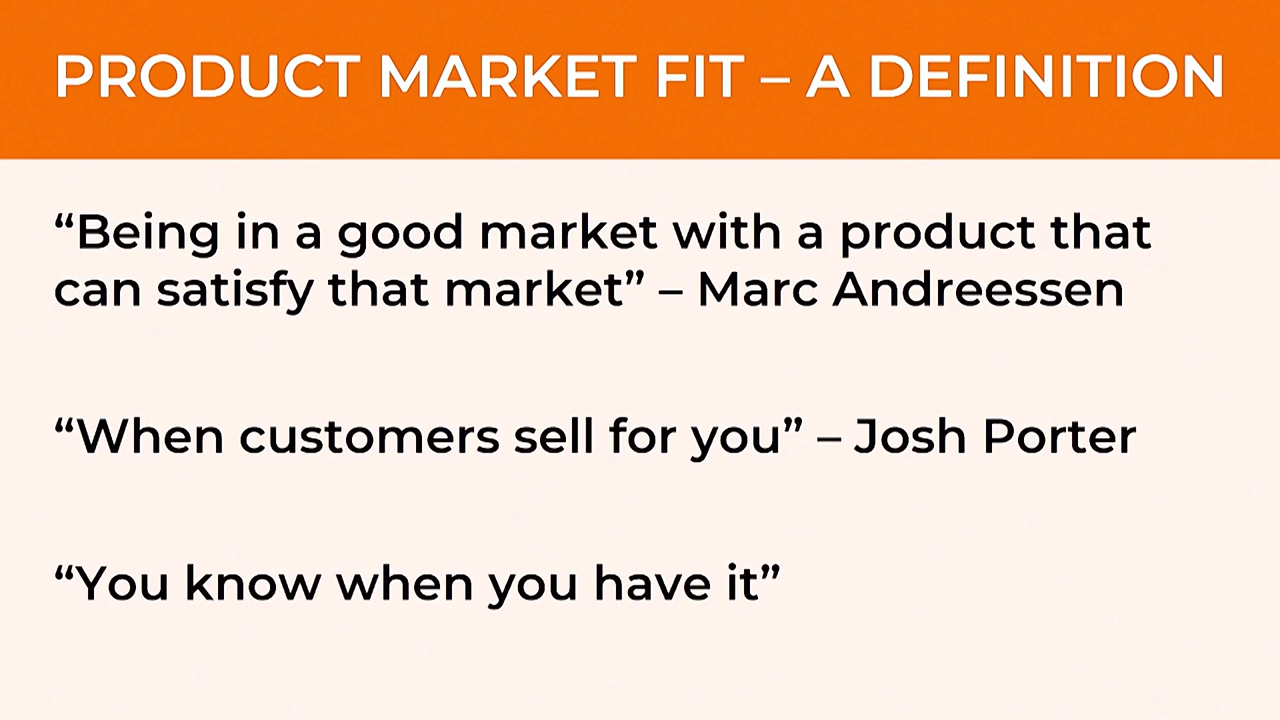 PRODUCT MARKET FIT – A DEFINITION
“Being in a good market with a product that
can satisfy that market” – Marc Andreessen
“When customers sell for you” – Josh Porter
“You know when you have it”